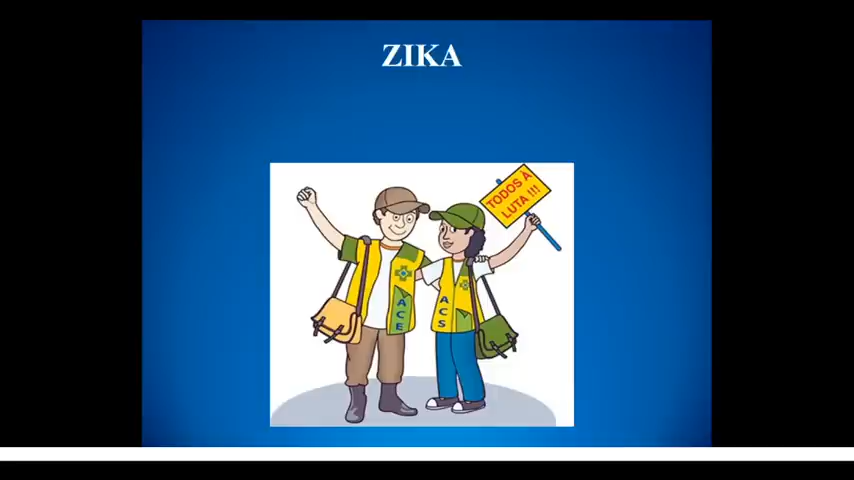 ZIKA
TODOS À
LUTA !!!
ACE
ACS